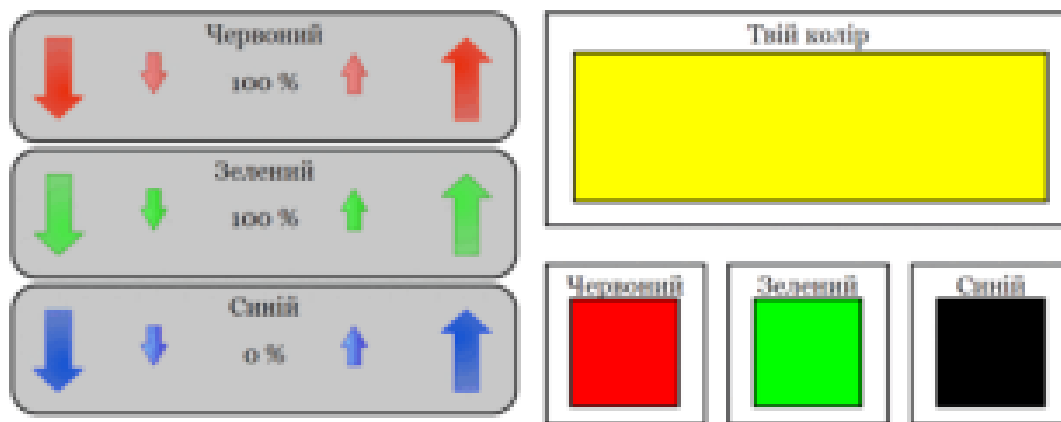 Червоний
100 %
Зелений
100 %
Синій
0 %
Твій колір
Червоний
Зелений
Синій